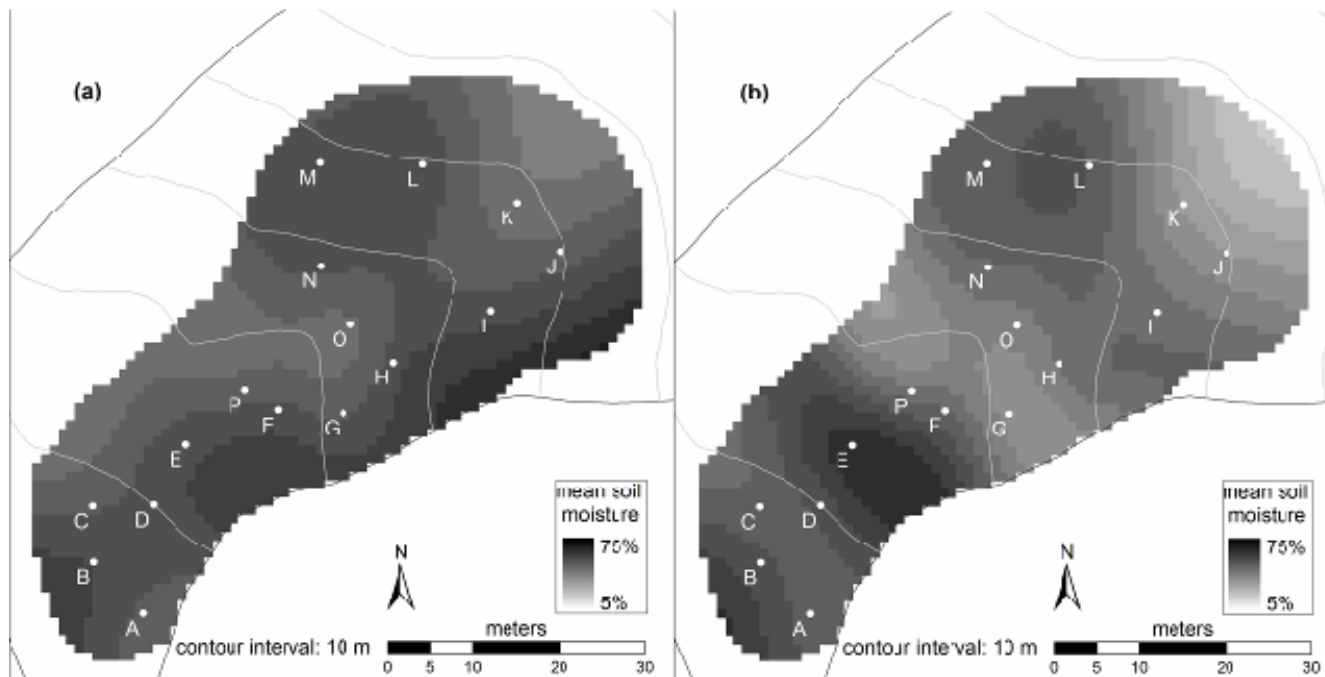 (a)
M
L
K
J
N
I
O
H
P
F
G
E
C
D
B
A
mean soil
moisture
75%
5%
N
meters
contour interval: 10 m
0 5 10 20 30
(b)
M
L
K
J
N
I
O
H
P
F
G
E
C
D
B
A
mean soil
moisture
75%
5%
N
meters
contour interval: 10 m
0 5 10 20 30